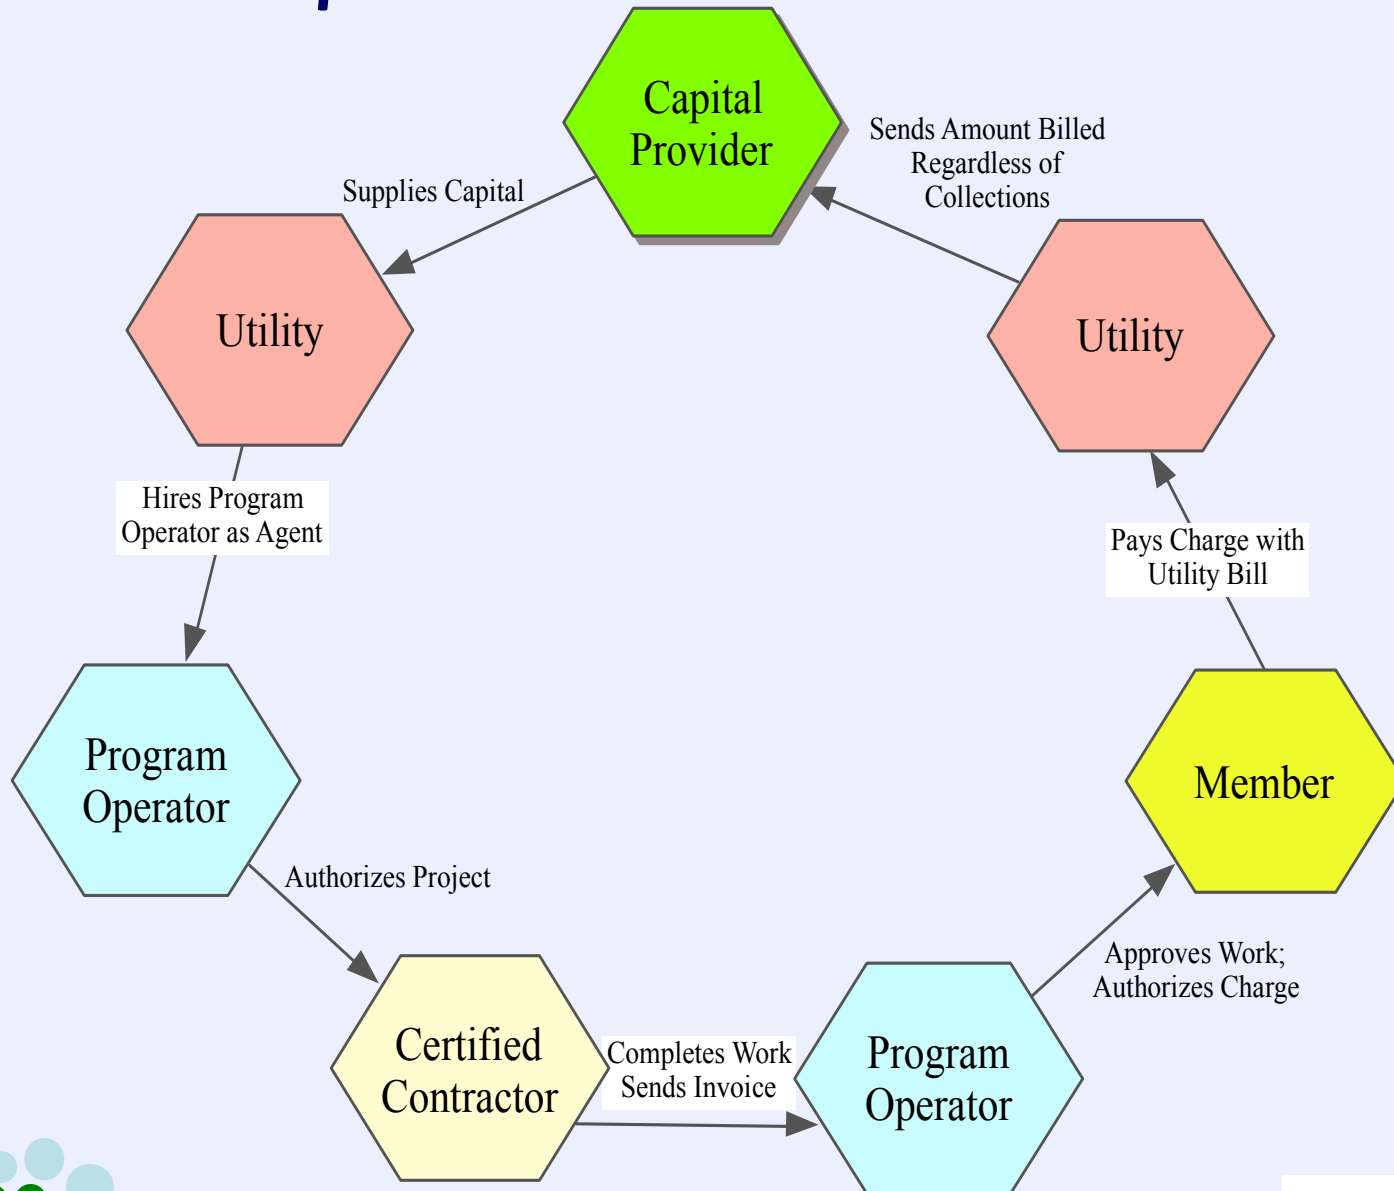 Capital
Provider
Sends Amount Billed
Regardless of
Collections
Supplies Capital
Utility
Utility
Hires Program
Operator as Agent
Pays Charge with
Utility Bill
Program
Operator
Member
Authorizes Project
Approves Work;
Authorizes Charge
Certified
Contractor
Completes Work
Sends Invoice
Program
Operator